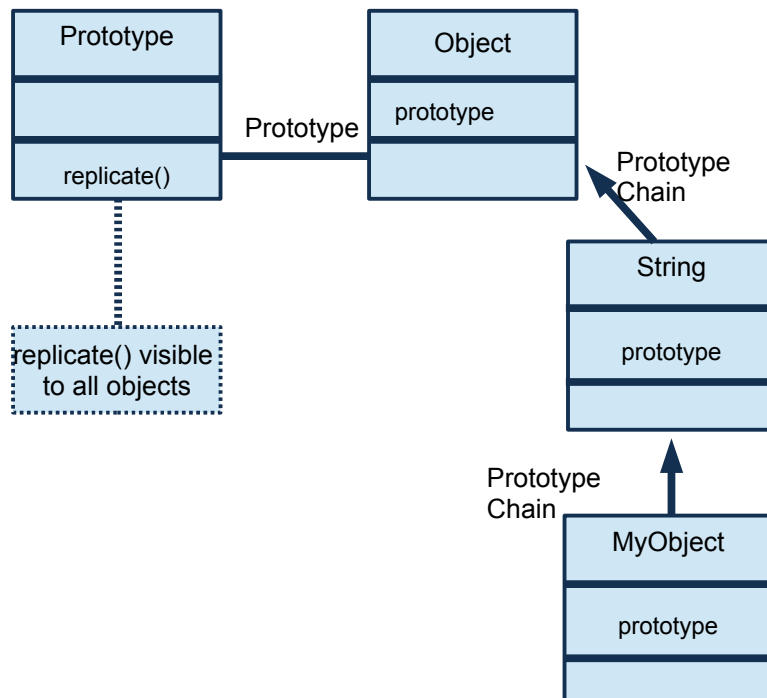 Prototype
replicate()
replicate() visible
to all objects
Prototype
Object
prototype
Prototype
Chain
String
prototype
Prototype
Chain
MyObject
prototype